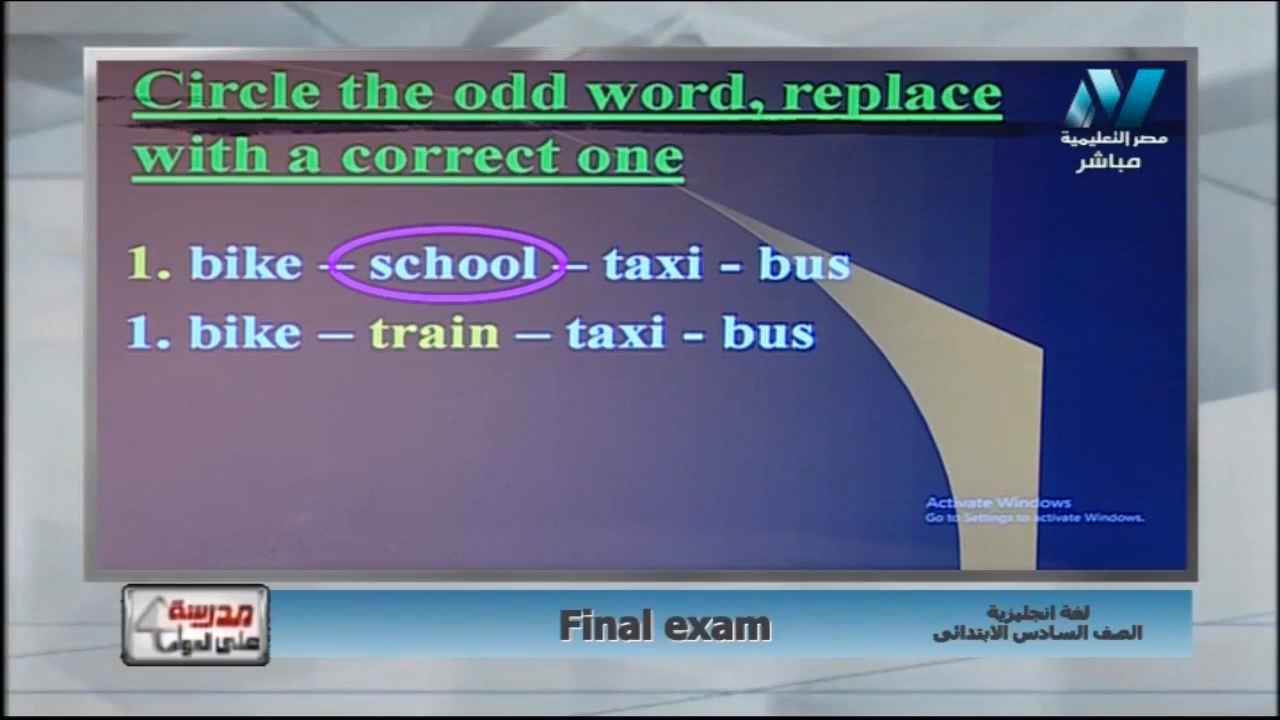 Circle the odd word, replace
with a correct one
مصر التعليمية
مباشر
1. bike – school – taxi - bus
1. bike – train – taxi - bus
Activate Windows
Go to Settings to activate Windows.
مدرسة
على الهواء
Final exam
لغة انجليزية
الصف السادس الابتدائى